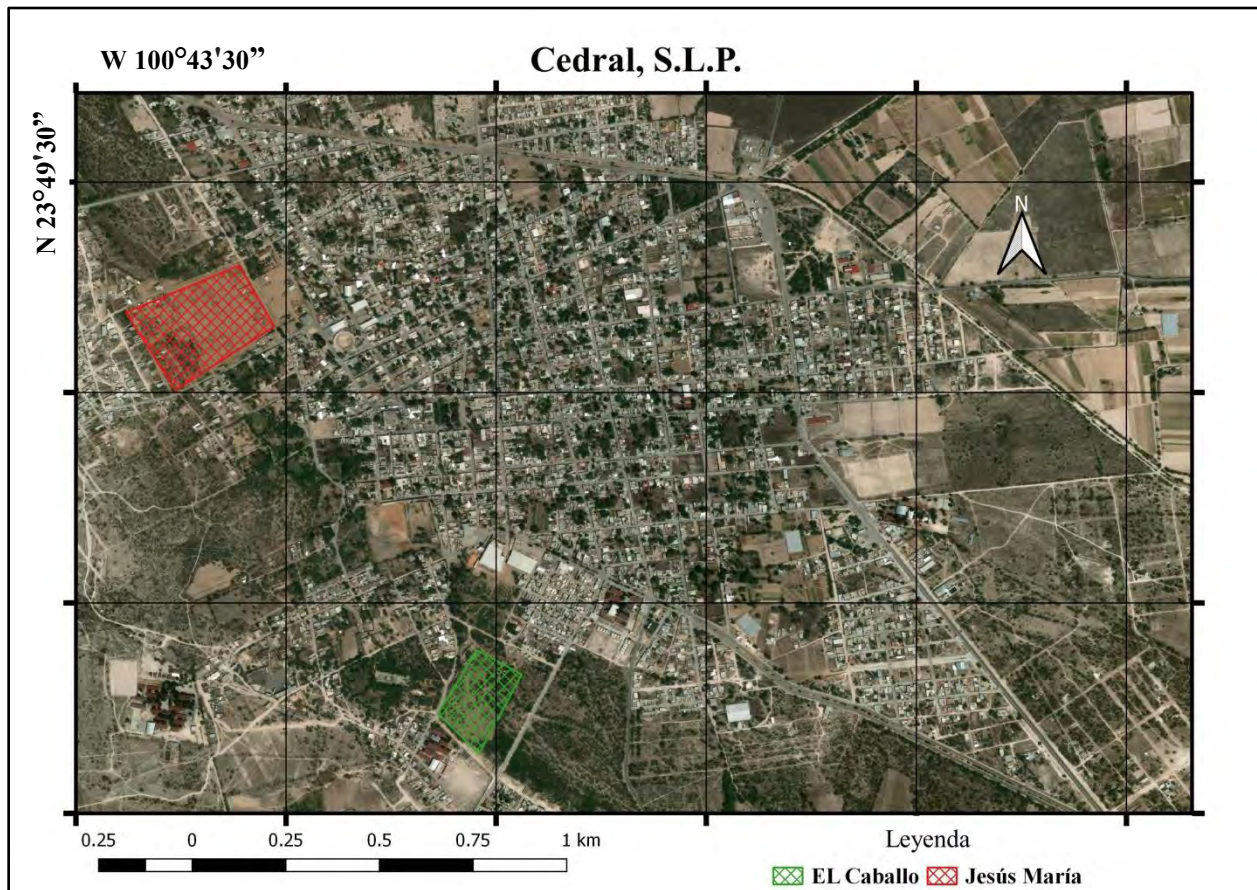 W 100°43'30”
Cedral, S.L.P.
N 23°49'30”
N
0.25 0 0.25 0.5 0.75 1 km
Leyenda
EL Caballo Jesús María